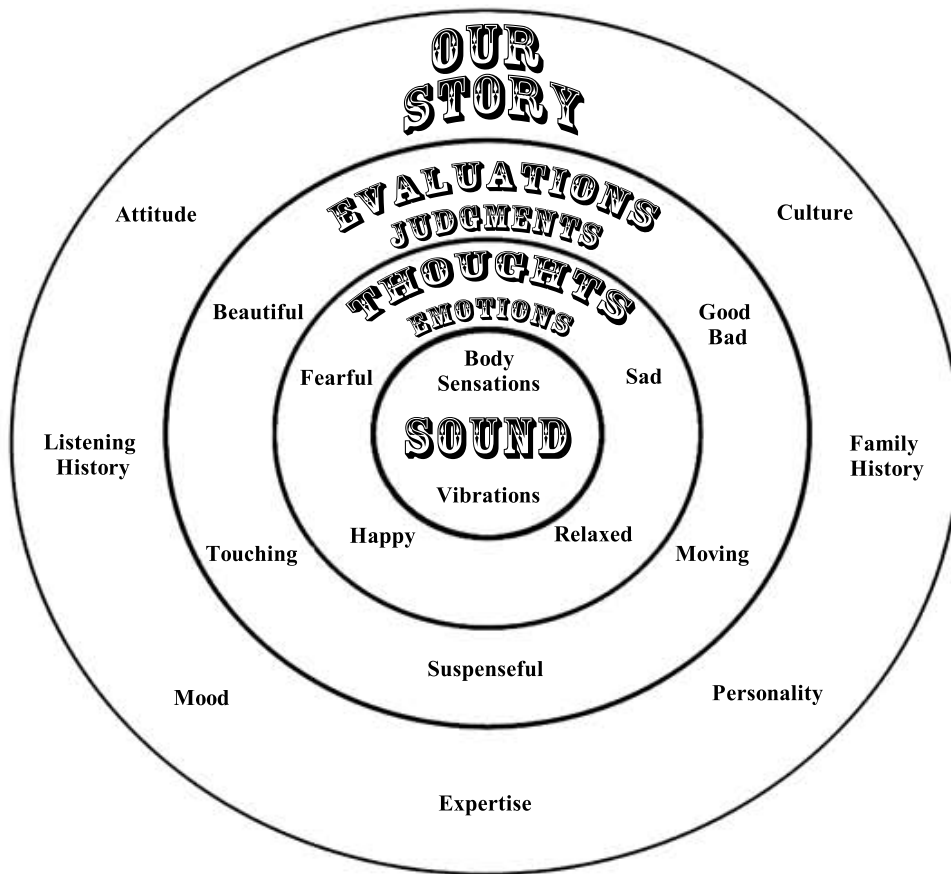 OUR
STORY
EVALUATIONS
JUDGMENTS
THOUGHTS
EMOTIONS
Attitude
Culture
Beautiful
Good
Bad
Fearful
Body
Sensations
Sad
SOUND
Listening
History
Family
History
Vibrations
Happy
Relaxed
Touching
Moving
Suspenseful
Mood
Personality
Expertise